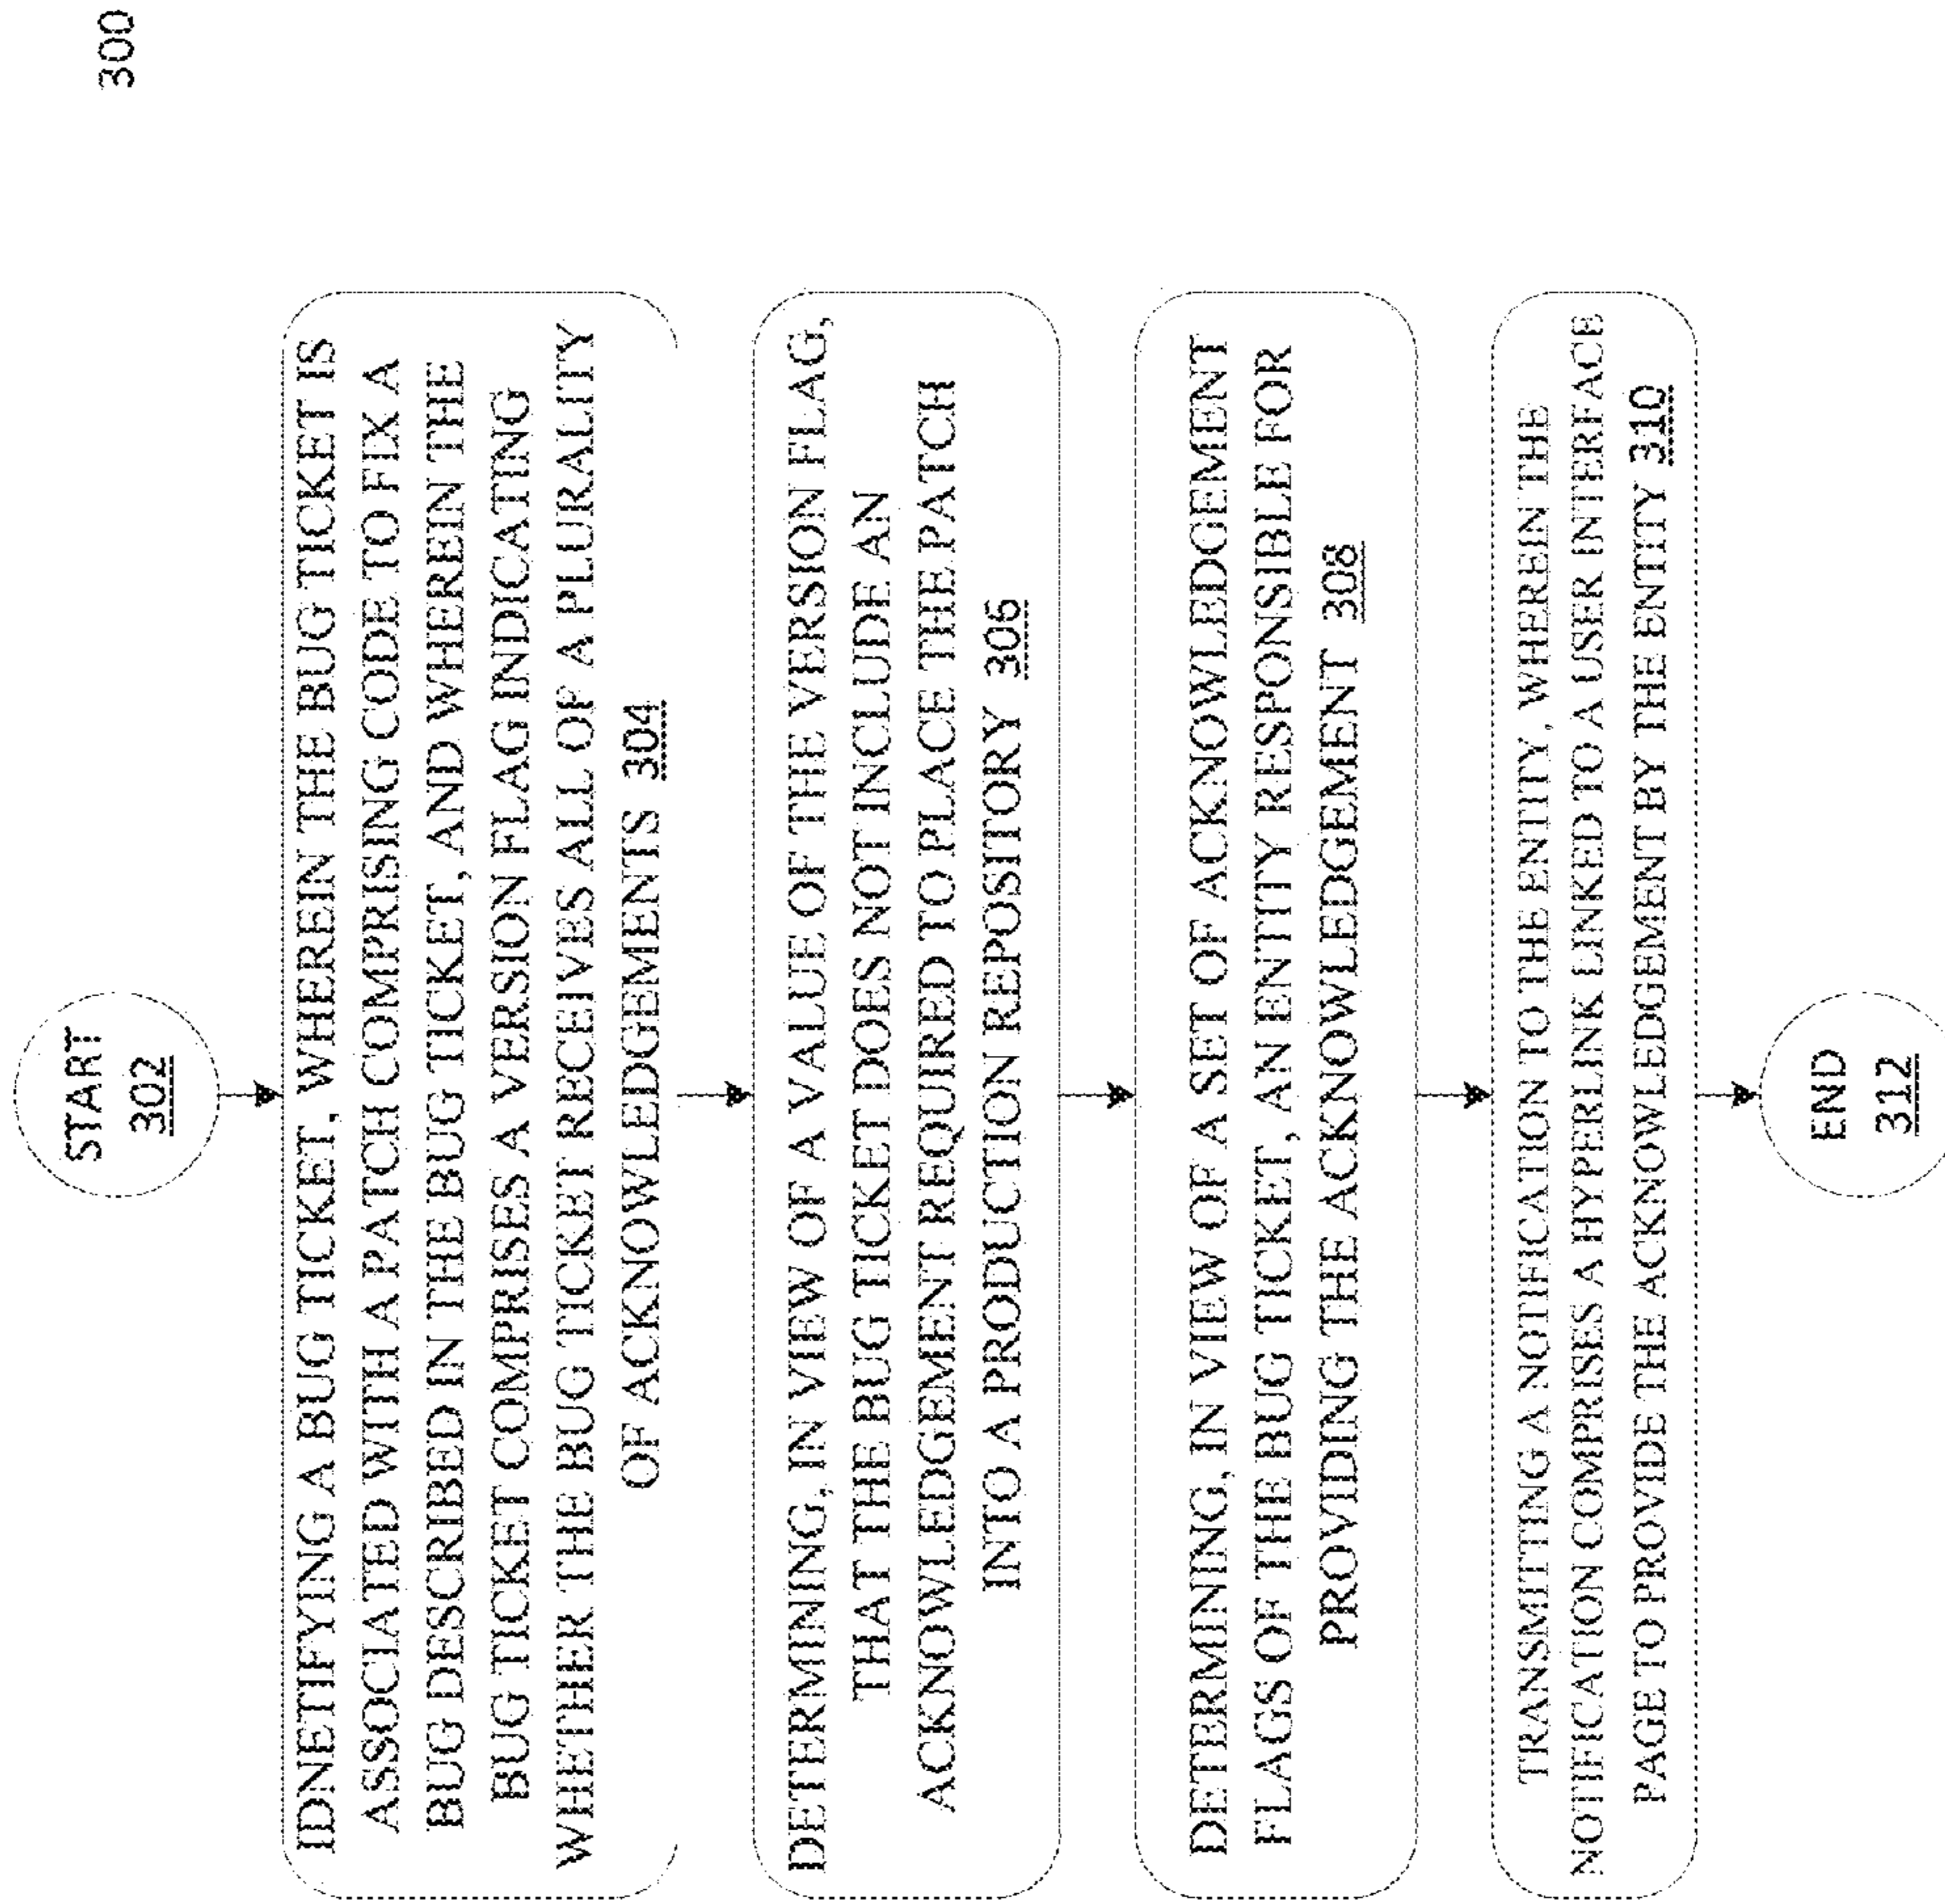 300
START
302
IDNETIFYING A BUG TICKET, WHEREIN THE BUG TICKET IS
ASSOCIATED WITH A PATCH COMPRISING CODE TO FIX A
BUG DESCRIBED IN THE BUG TICKET, AND WHEREIN THE
BUG TICKET COMPRISES A VERSION FLAG INDICATING
WHETHER THE BUG TICKET RECEIVES ALL OF A PLURALITY
OF ACKNOWLEDGEMENTS 304
DETERMINING, IN VIEW OF A VALUE OF THE VERSION FLAG,
THAT THE BUG TICKET DOES NOT INCLUDE AN
ACKNOWLEDGEMENT REQUIRED TO PLACE THE PATCH
INTO A PRODUCTION REPOSITORY 306
DETERMINING, IN VIEW OF A SET OF ACKNOWLEDGEMENT
FLAGS OF THE BUG TICKET, AN ENTITY RESPONSIBLE FOR
PROVIDING THE ACKNOWLEDGEMENT 308
TRANSMITING A NOTIFICATION TO THE ENTITY, WHEREIN THE
NOTIFICATION COMPRISES A HYPERLINK LINKED TO A USER INTERFACE
PAGE TO PROVIDE THE ACKNOWLEDGEMENT BY THE ENTITY 310
END
312